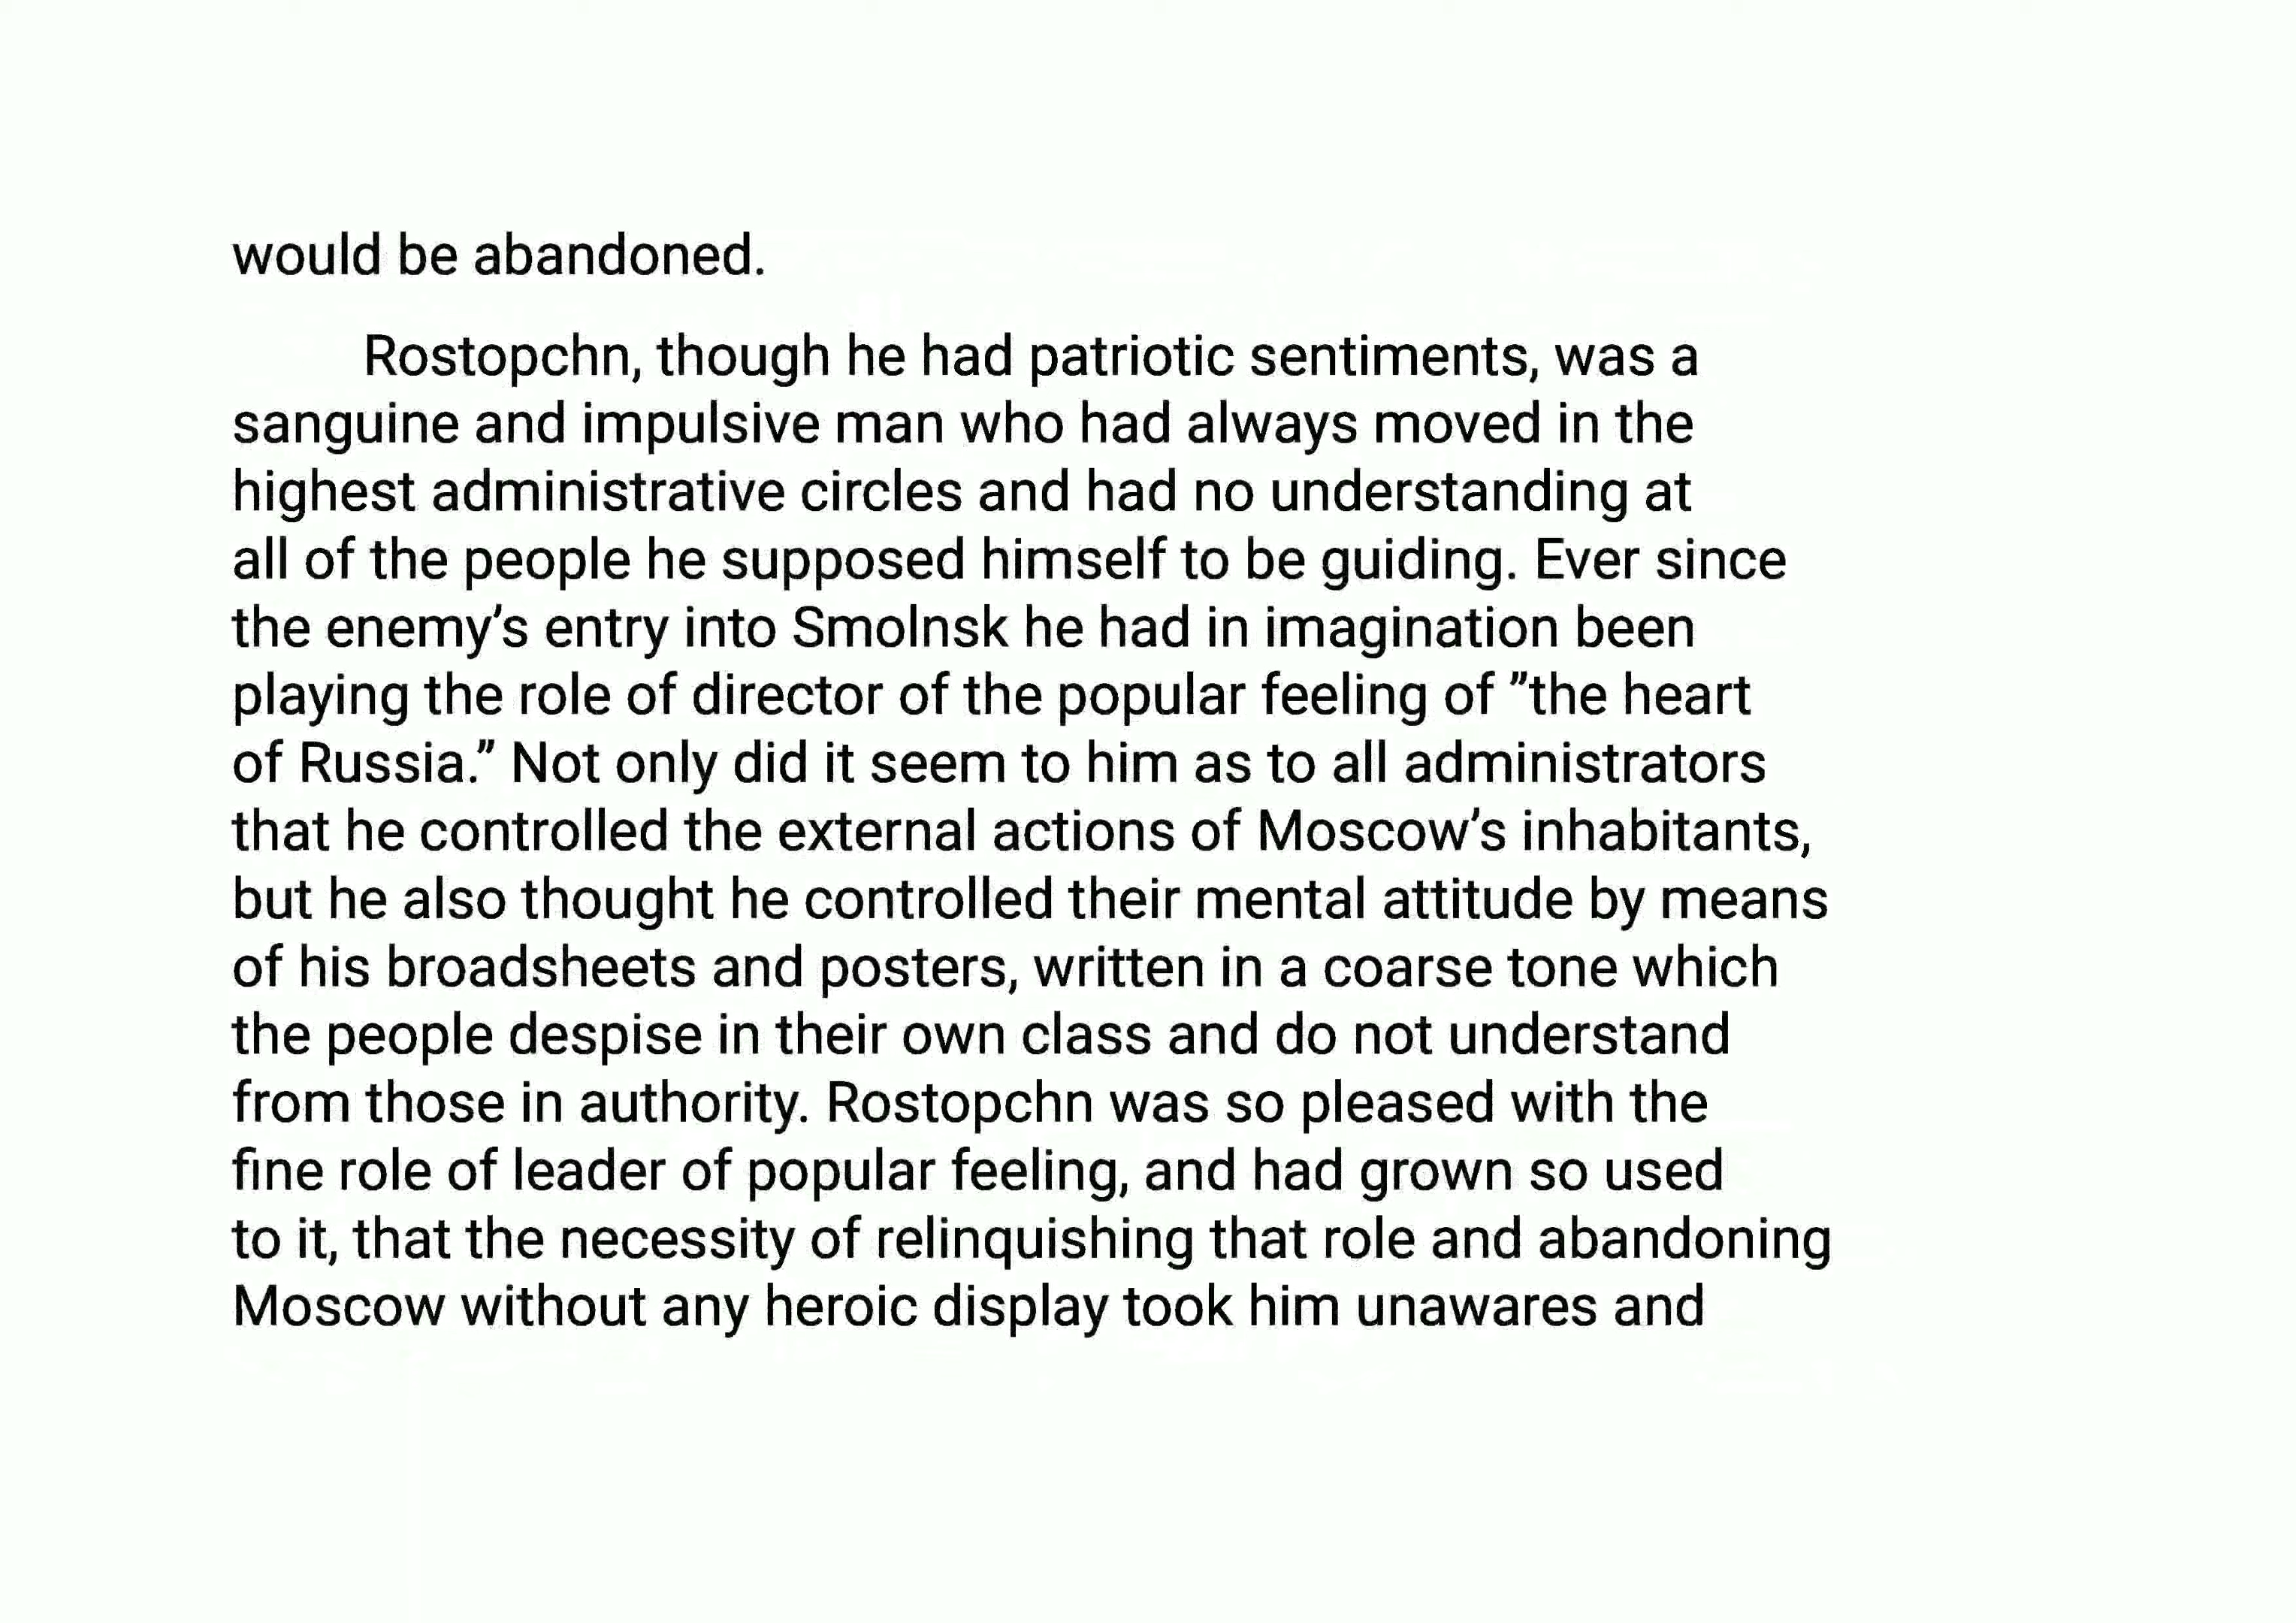 would be abandoned.
Rostopchn, though he had patriotic sentiments, was a
sanguine and impulsive man who had always moved in the
highest administrative circles and had no understanding at
all of the people he supposed himself to be guiding. Ever since
the enemy’s entry into Smolnsk he had in imagination been
playing the role of director of the popular feeling of ”the heart
of Russia.” Not only did it seem to him as to all administrators
that he controlled the external actions of Moscow’s inhabitants,
but he also thought he controlled their mental attitude by means
of his broadsheets and posters, written in a coarse tone which
the people despise in their own class and do not understand
from those in authority. Rostopchn was so pleased with the
fine role of leader of popular feeling, and had grown so used
to it, that the necessity of relinquishing that role and abandoning
Moscow without any heroic display took him unawares and